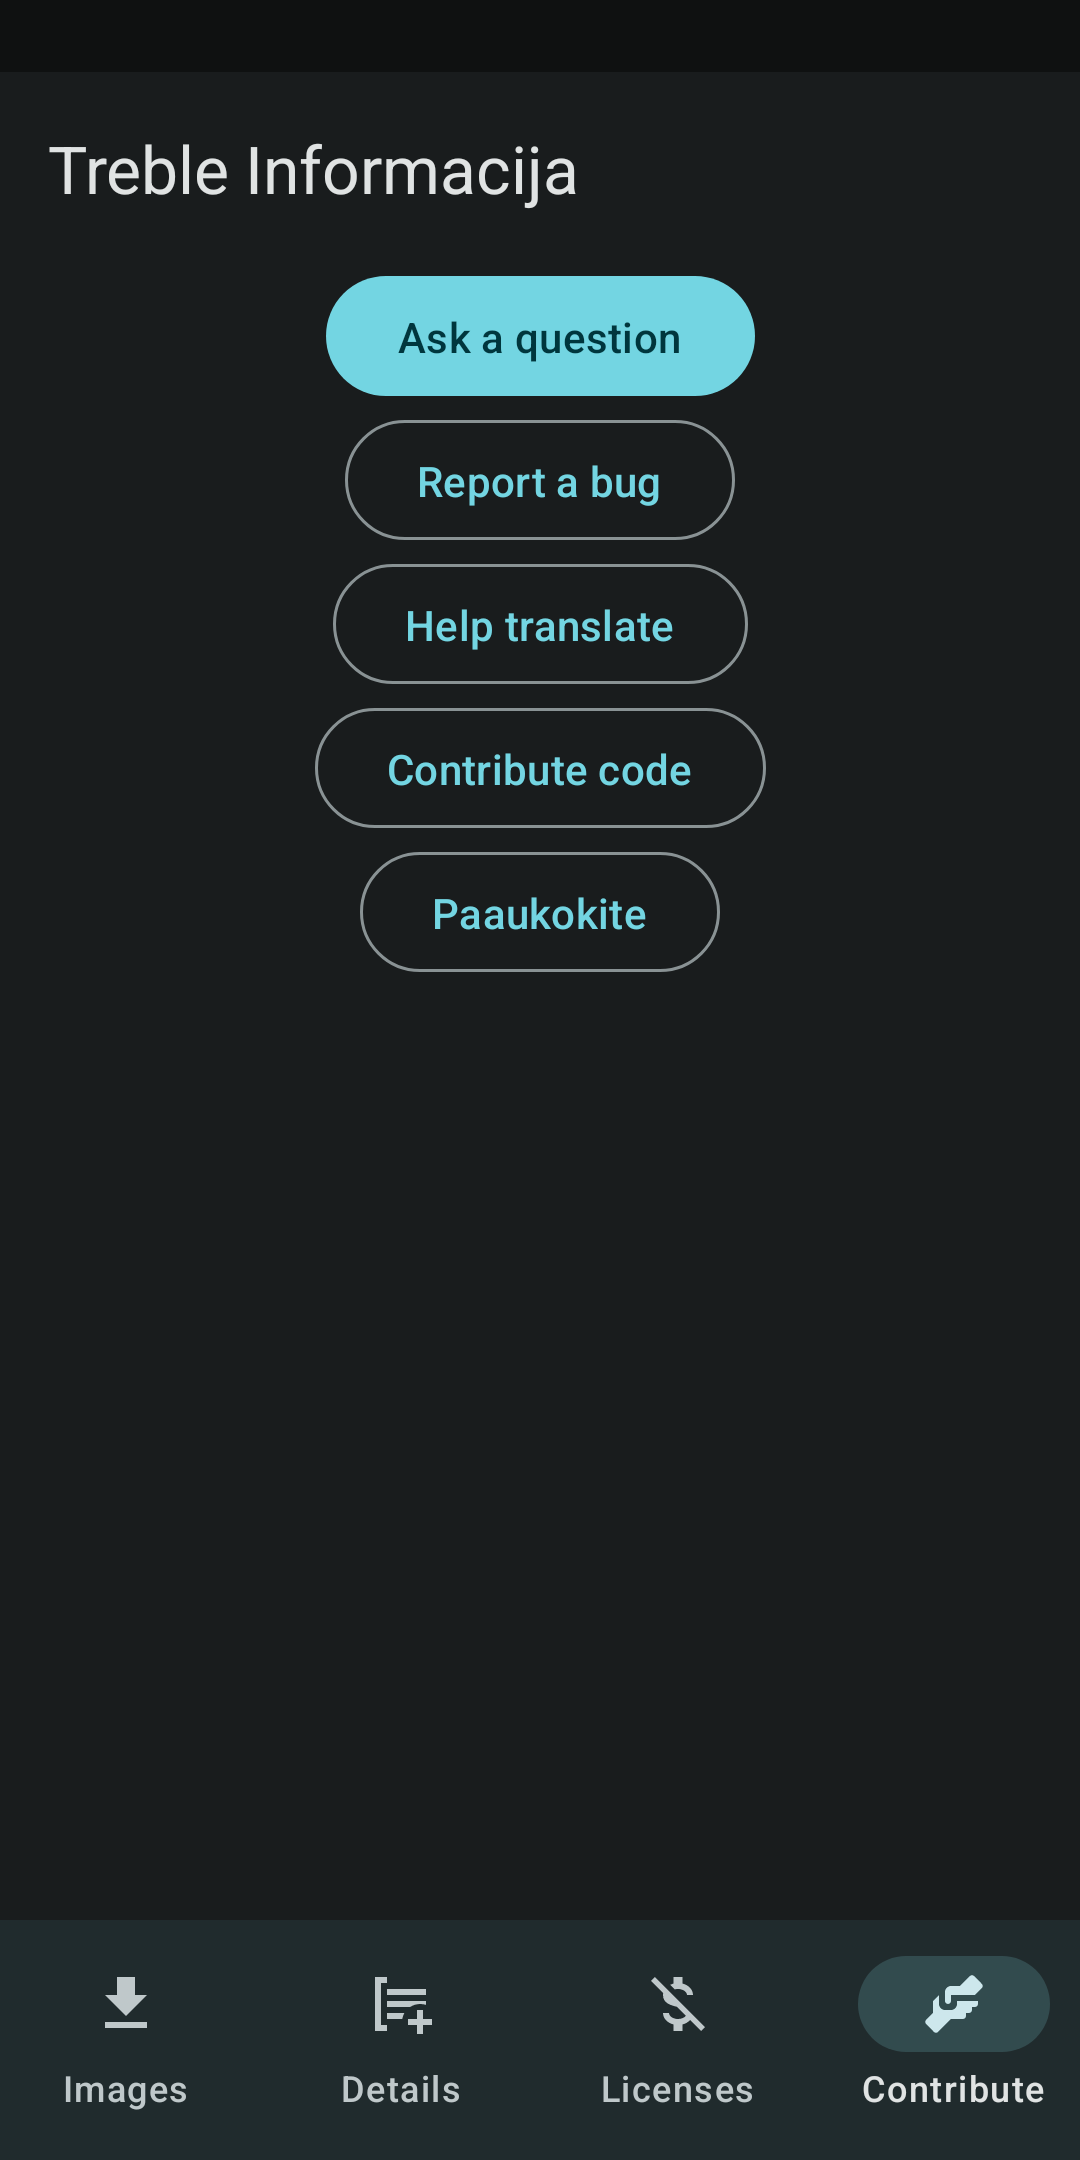 Treble Informacija
Ask a question
Report a bug
Help translate
Contribute code
Paaukokite
Images
Details
Licenses
Contribute